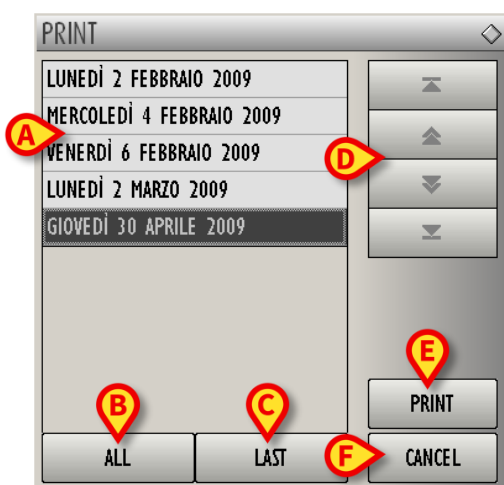 PRINT
LUNEDÌ 2 FEBBRAIO 2009
MERCOLEDÌ 4 FEBBRAIO 2009
VENERDÌ 6 FEBBRAIO 2009
LUNEDÌ 2 MARZO 2009
GIOVEDÌ 30 APRILE 2009
A
D
E
B
C
PRINT
ALL
LAST
F
CANCEL